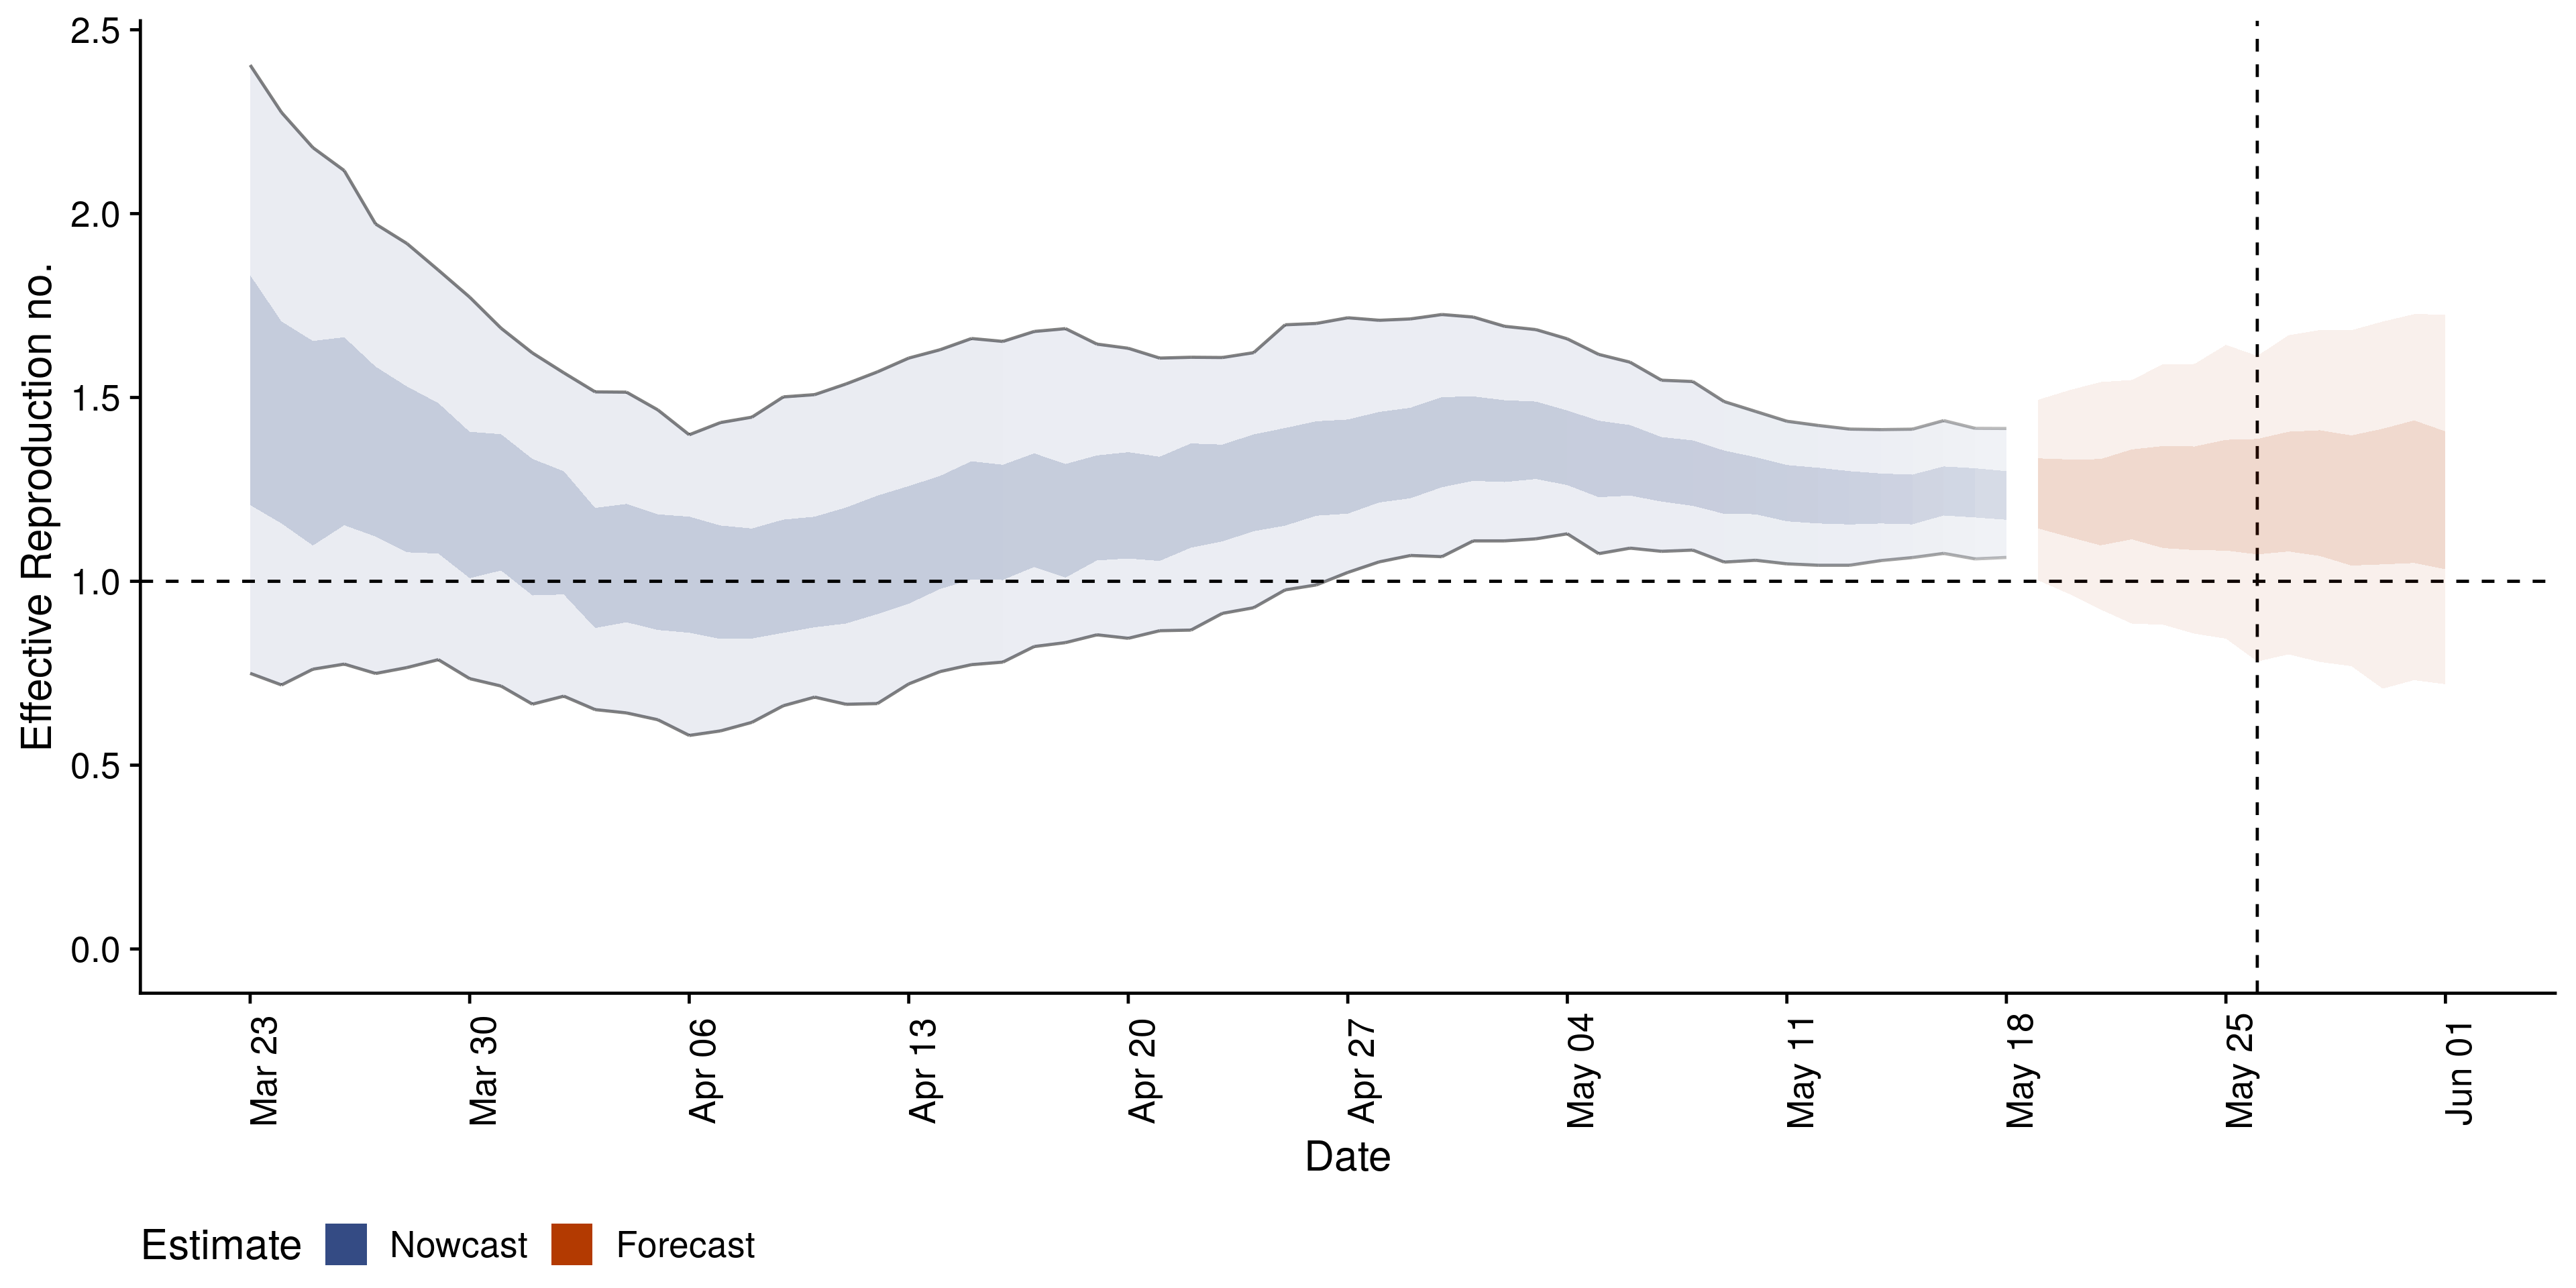 Effective Reproduction no.
2.5
2.0
1.5
1.0
0.5
0.0
Mar 23
Mar 30
Apr 06
Apr 13
Apr 20
Apr 27
May 04
May 11
May 18
May 25
Jun 01
Date
Estimate Nowcast Forecast